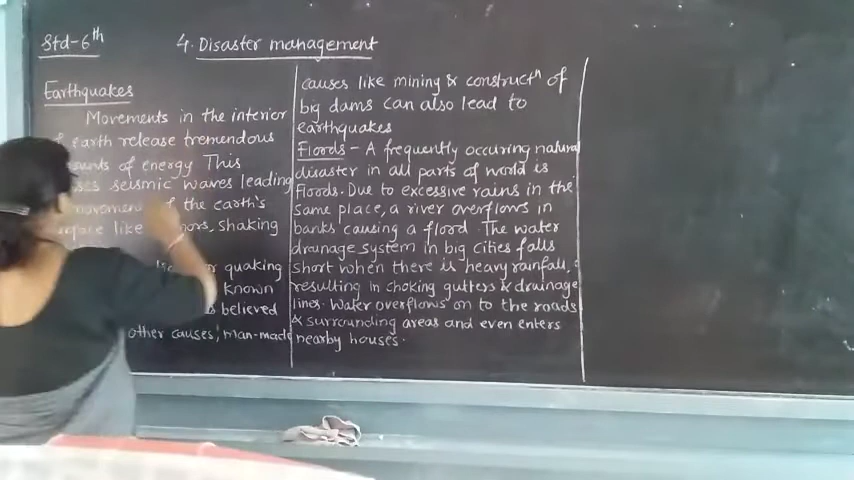 Std-6th
4. Disaster management
Earthquakes
Movements in the interior
earth release tremendous
of energy This
seismic waves leading
the earth's
like shaking
quaking
known
believed
other causes, man-made
causes like mining & constructn of
big dams can also lead to
earthquakes
Floods - A frequently occuring natural
disaster in all parts of world is
floods. Due to excessive rains in the
same place, a river overflows in
banks causing a flood. The water
drainage system in big cities falls
short when there is heavy rainfall,
resulting in choking gutters & drainage
lines. Water overflows on to the roads
& surrounding areas and even enters
nearby houses.